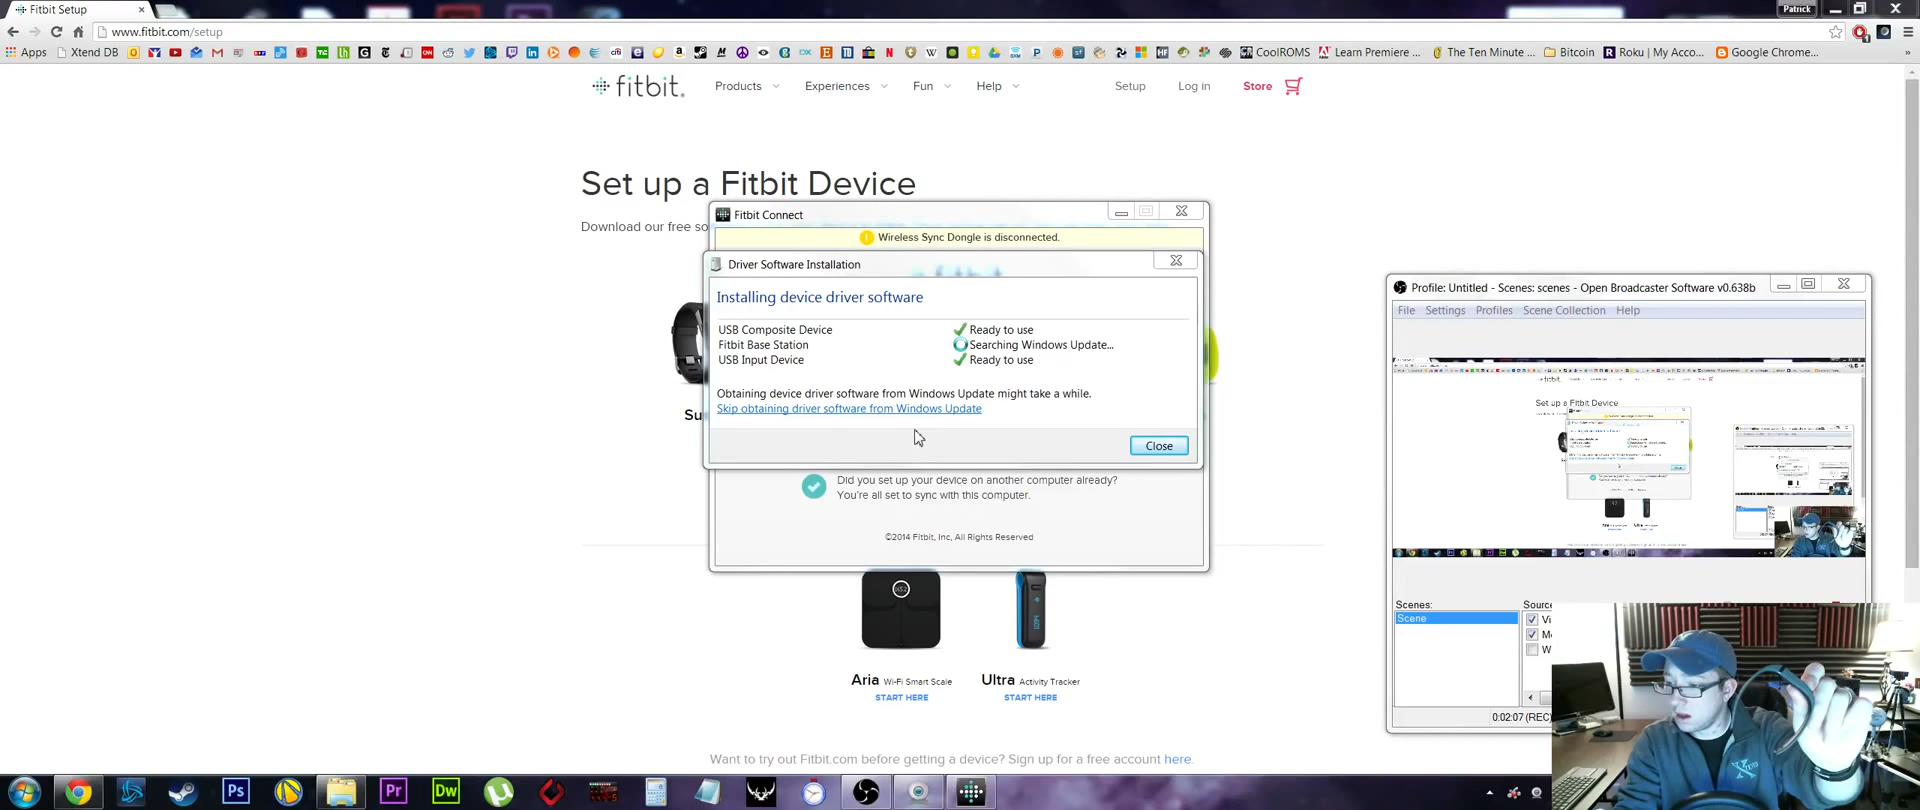 Fitbit Setup
Patrick
www.fitbit.com/setup
Apps
Xtend DB
CoolROMS
Learn Premiere ...
The Ten Minute ...
Bitcoin
Roku | My Acco...
Google Chrome...
fitbit.
Products
Experiences
Fun
Help
Setup
Log in
Store
Set up a Fitbit Device
Download our free so
Fitbit Connect
Wireless Sync Dongle is disconnected.
Driver Software Installation
Installing device driver software
USB Composite Device Ready to use
Fitbit Base Station Searching Windows Update...
USB Input Device Ready to use
Obtaining device driver software from Windows Update might take a while.
Skip obtaining driver software from Windows Update
Close
Su
Did you set up your device on another computer already?
You're all set to sync with this computer.
©2014 Fitbit, Inc, All Rights Reserved
Aria Wi-Fi Smart Scale
START HERE
Ultra Activity Tracker
START HERE
Want to try out Fitbit.com before getting a device? Sign up for a free account here.
Profile: Untitled - Scenes: scenes - Open Broadcaster Software v0.638b
File Settings Profiles Scene Collection Help
Set up a Fitbit Device
Scenes:
Scene
Sourc
Vi
M
W
0:02:07 (REC)
Ps
Pr
Dw